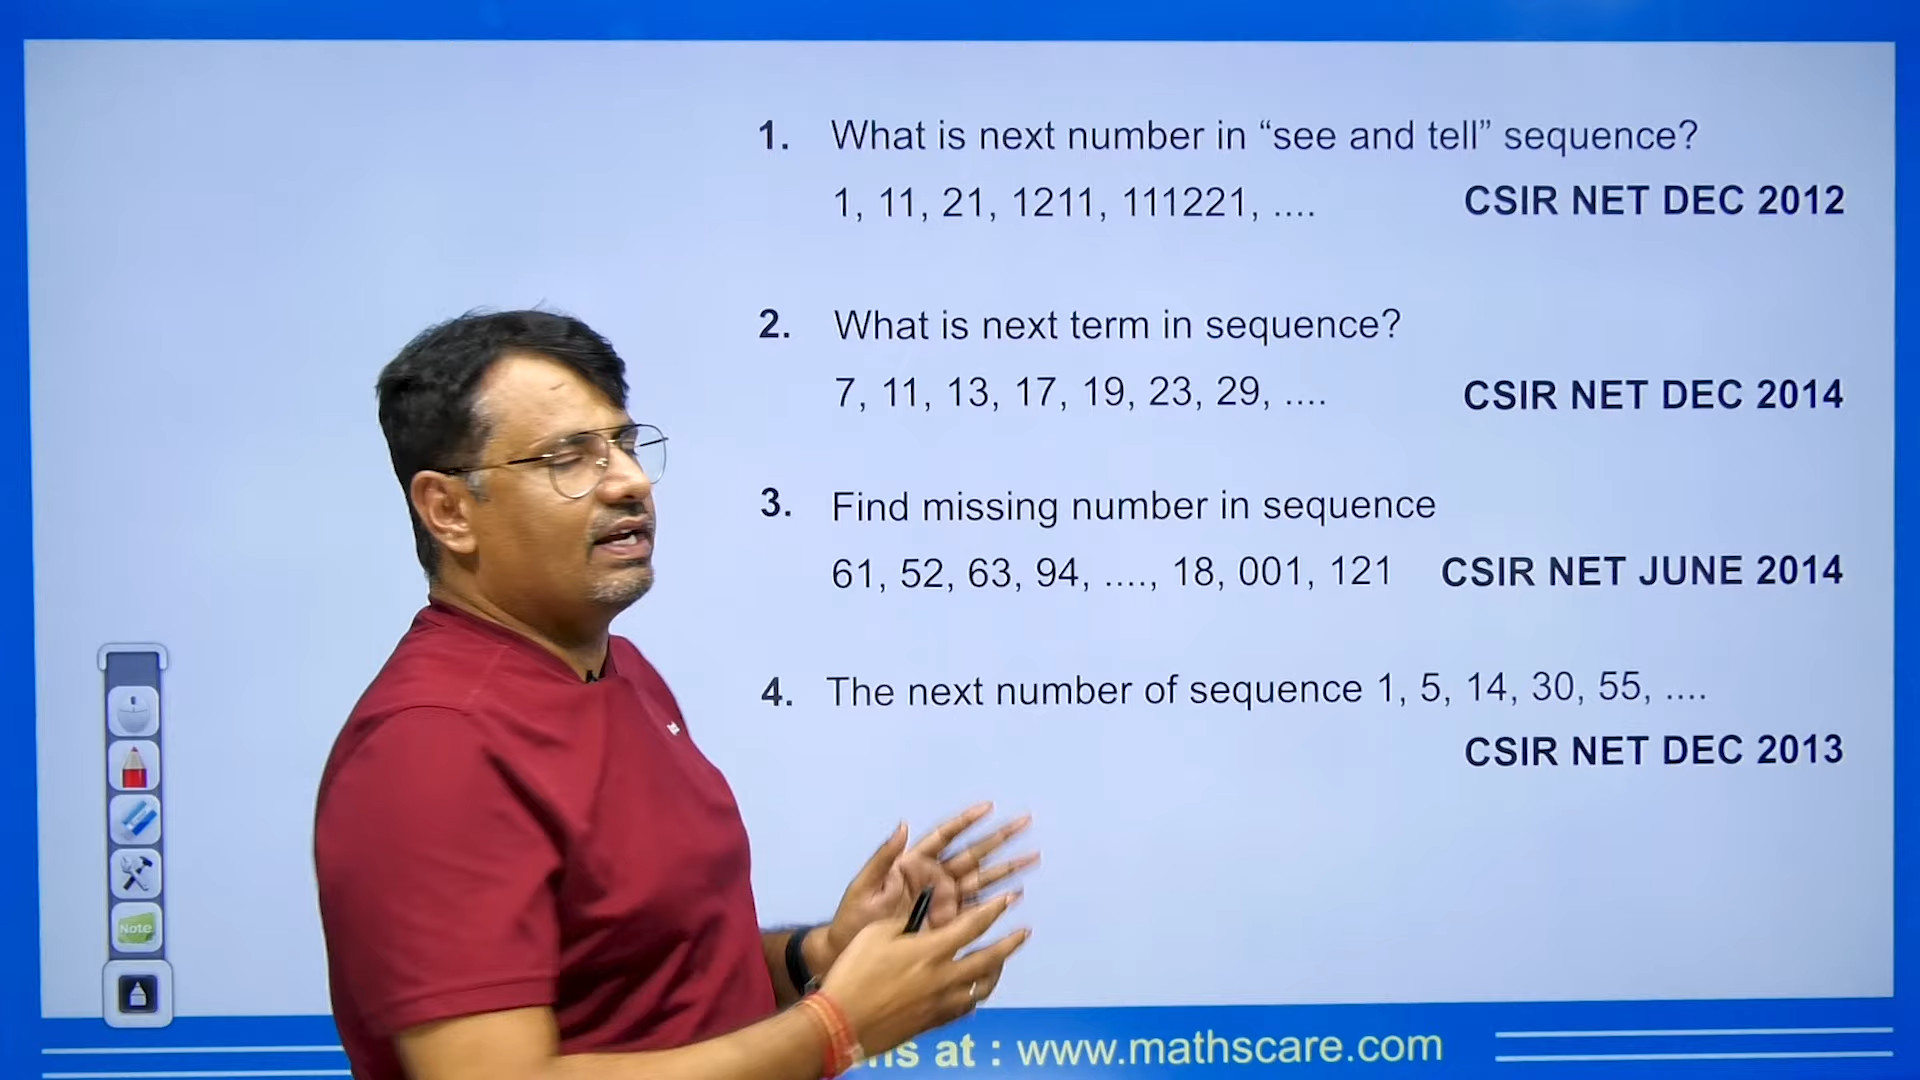 1. What is next number in “see and tell” sequence?
1, 11, 21, 1211, 111221, .... CSIR NET DEC 2012
2. What is next term in sequence?
7, 11, 13, 17, 19, 23, 29, .... CSIR NET DEC 2014
3. Find missing number in sequence
61, 52, 63, 94, ...., 18, 001, 121 CSIR NET JUNE 2014
4. The next number of sequence 1, 5, 14, 30, 55, ....
CSIR NET DEC 2013
Note
at : www.mathscare.com